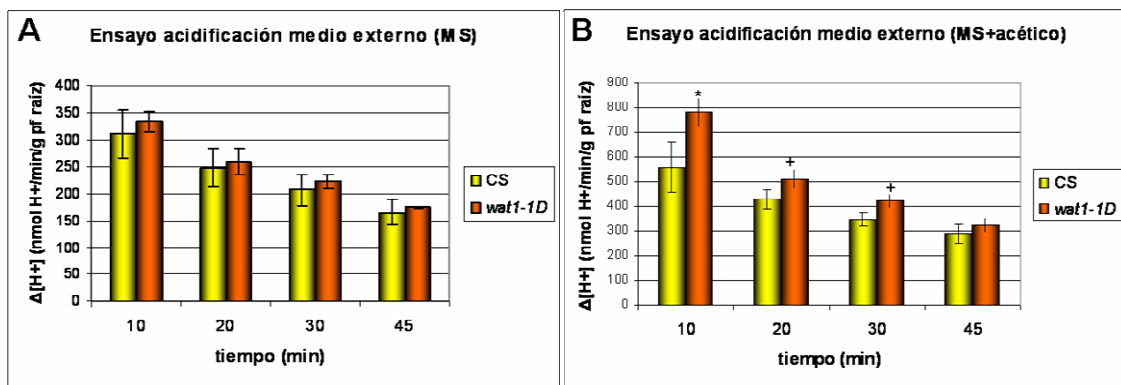 A
Ensayo acidificación medio externo (MS)
Δ[H+] (nmol H+/min/g pf raíz)
400
350
300
250
200
150
100
50
0
10 20 30 45
tiempo (min)
CS
wat1-1D
B
Ensayo acidificación medio externo (MS+acético)
Δ[H+] (nmol H+/min/g pf raíz)
900
800
700
600
500
400
300
200
100
0
*
+
+
10 20 30 45
tiempo (min)
CS
wat1-1D